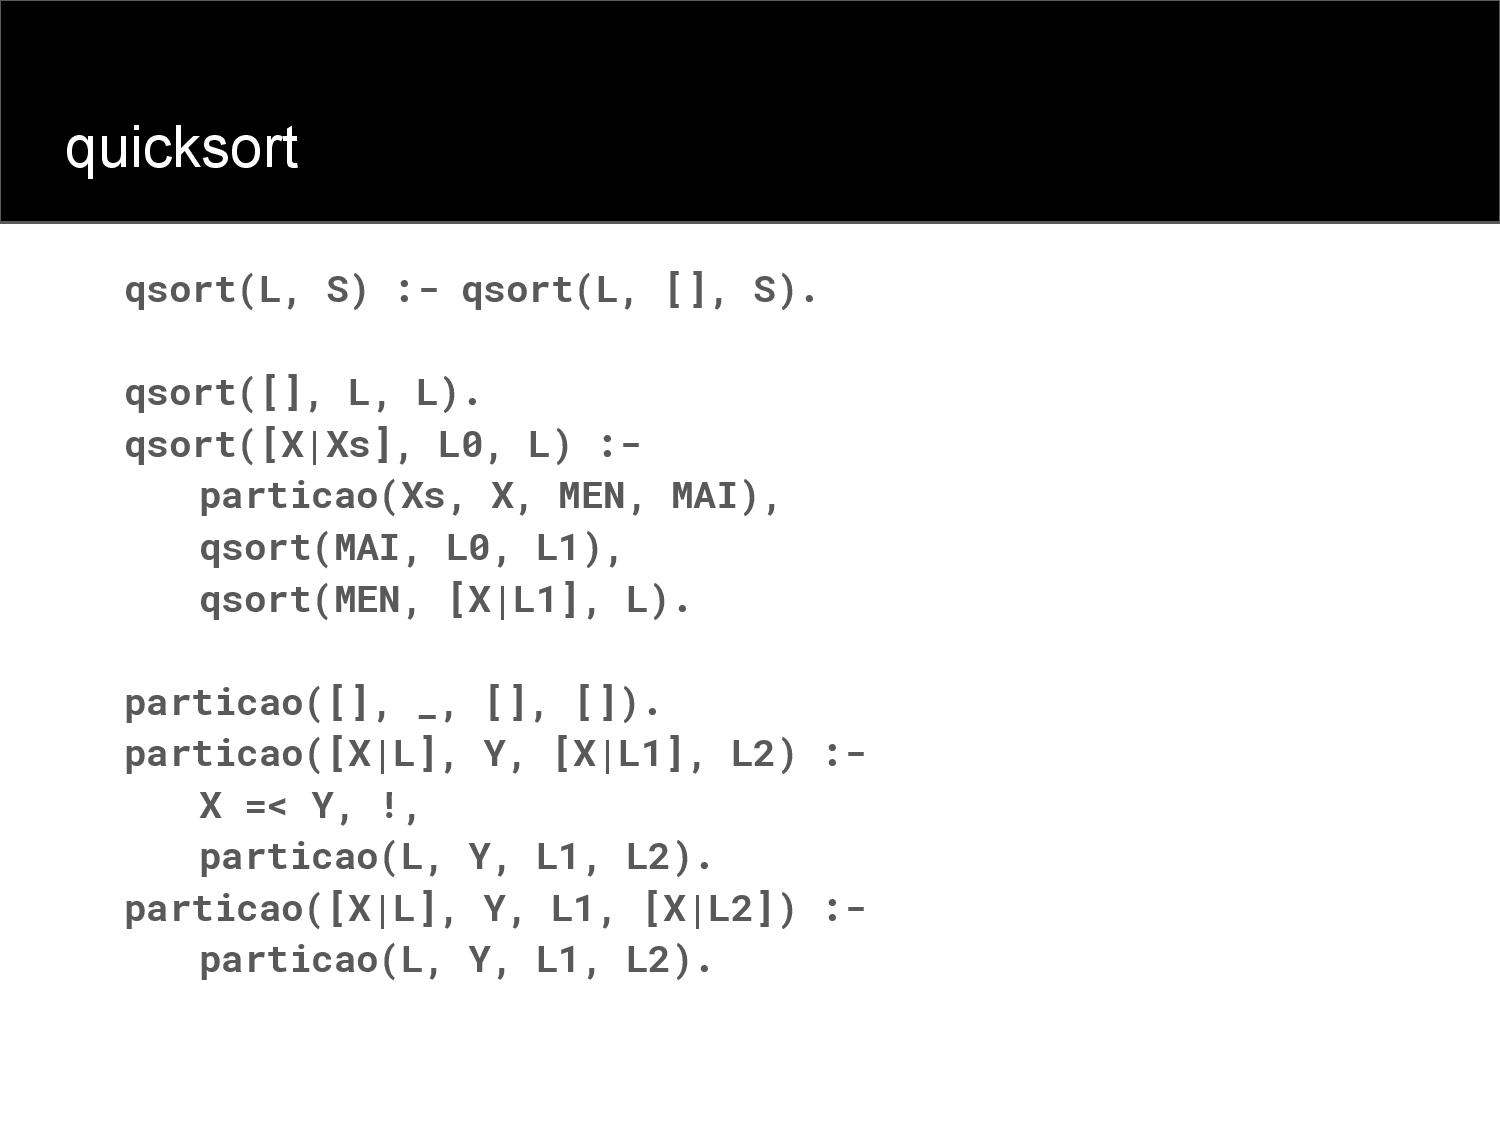 quicksort
qsort(L, S) :- qsort(L, [], S).
qsort([], L, L).
qsort([X|Xs], L0, L) :-
particao(Xs, X, MEN, MAI),
qsort(MAI, L0, L1),
qsort(MEN, [X|L1], L).
particao([], _, [], []).
particao([X|L], Y, [X|L1], L2) :-
X =< Y, !,
particao(L, Y, L1, L2).
particao([X|L], Y, L1, [X|L2]) :-
particao(L, Y, L1, L2).